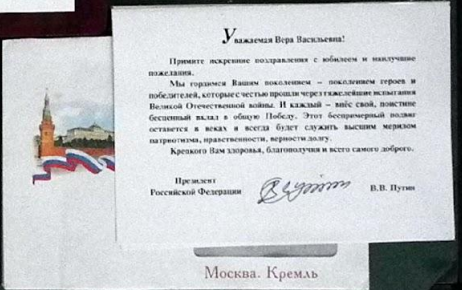 Уважаемая Вера Васильевна!
Примите искренние поздравления с юбилеем и наилучшие
пожелания.
Мы гордимся Вашим поколением – поколением героев и
победителей, которые с честью прошли через тяжелейшие испытания
Великой Отечественной войны. И каждый – внёс свой, поистине
бесценный вклад в общую Победу. Этот беспримерный подвиг
останется в веках и всегда будет служить высшим мерилом
патриотизма, нравственности, верности долгу.
Крепкого Вам здоровья, благополучия и всего самого доброго.
Президент
Российской Федерации
В.В. Путин
Москва. Кремль